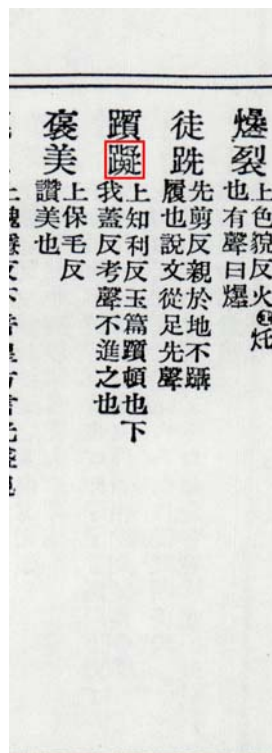 爆裂
上色貌反火
也有聲曰爆
徒跣
先剪反親於地不躡
履也說文從足先聲
躓
上知利反玉篇躓頓也下
我蓋反考聲不進之也
褒美
上保毛反
讚美也